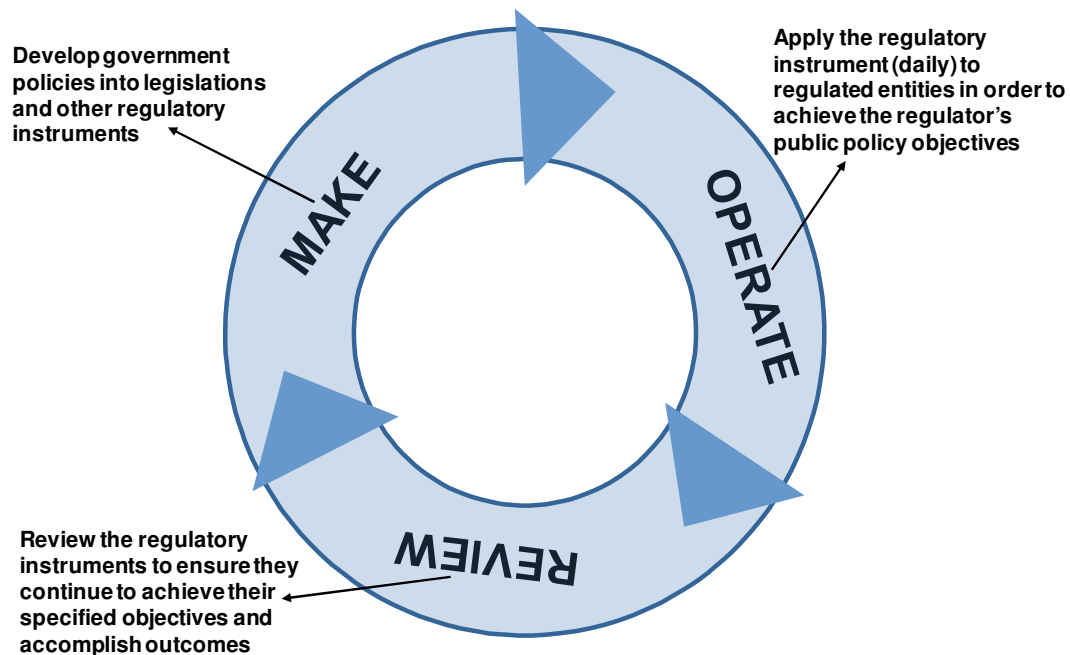 Develop government
policies into legislations
and other regulatory
instruments
MAKE
Apply the regulatory
instrument (daily) to
regulated entities in order to
achieve the regulator's
public policy objectives
OPERATE
Review the regulatory
instruments to ensure they
continue to achieve their
specified objectives and
accomplish outcomes
REVIEW